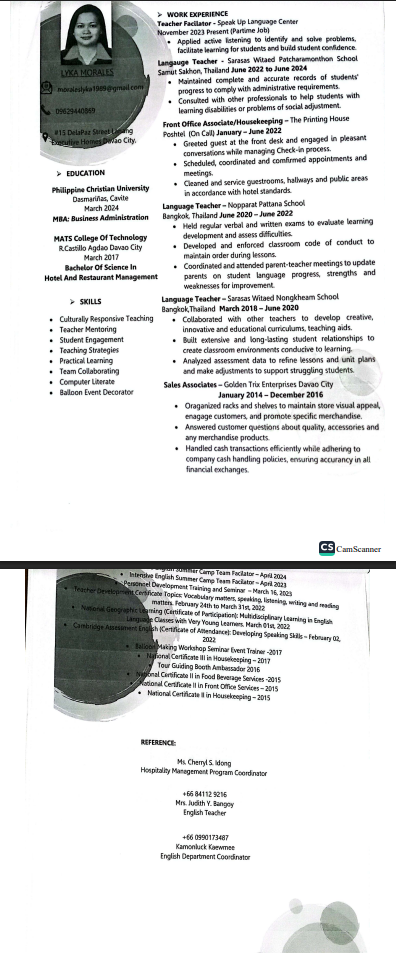 LYKA MORALES
moraleslyka1989@gmail.com
09629440869
#15 DelaPaz Street
Executive Homes Davao City.
➢ EDUCATION
Philippine Christian University
Dasmariñas, Cavite
March 2024
MBA: Business Administration
MATS College Of Technology
R.Castillo Agdao Davao City
March 2017
Bachelor Of Science In
Hotel And Restaurant Management
➢ SKILLS
• Culturally Responsive Teaching
• Teacher Mentoring
• Student Engagement
• Teaching Strategies
• Practical Learning
• Team Collaborating
• Computer Literate
• Balloon Event Decorator
➢ WORK EXPERIENCE
Teacher Faciltator - Speak Up Language Center
November 2023 Present (Partime Job)
• Applied active listening to identify and solve problems,
facilitate learning for students and build student confidence.
Langauge Teacher - Sarasas Witaed Patcharamonthon School
Samut Sakhon, Thailand June 2022 to June 2024
• Maintained complete and accurate records of students'
progress to comply with administrative requirements.
• Consulted with other professionals to help students with
learning disabilities or problems of social adjustment.
Front Office Associate/Housekeeping – The Printing House
Poshtel (On Call) January – June 2022
• Greeted guest at the front desk and engaged in pleasant
conversations while managing Check-in process.
• Scheduled, coordinated and comfirmed appointments and
meetings.
• Cleaned and service guestrooms, hallways and public areas
in accordance with hotel standards.
Language Teacher – Nopparat Pattana School
Bangkok, Thailand June 2020 – June 2022
• Held regular verbal and written exams to evaluate learning
development and assess difficulties.
• Developed and enforced classroom code of conduct to
maintain order during lessons.
• Coordinated and attended parent-teacher meetings to update
parents on student language progress, strengths and
weaknesses for improvement.
Language Teacher – Sarasas Witaed Nongkheam School
Bangkok,Thailand March 2018 – June 2020
• Collaborated with other teachers to develop creative,
innovative and educational curriculums, teaching aids.
• Built extensive and long-lasting student relationships to
create classroom environments conducive to learning.
• Analyzed assessment data to refine lessons and unit plans
and make adjustments to support struggling students.
Sales Associates – Golden Trix Enterprises Davao City
January 2014 – December 2016
• Oraganized racks and shelves to maintain store visual appeal,
enagage customers, and promote specific merchandise.
• Answered customer questions about quality, accesories and
any merchandise products.
• Handled cash transactions efficiently while adhering to
company cash handling policies, ensuring accurancy in all
financial exchanges.
CS CamScanner
English Summer Camp Team Facilator – April 2024
• Intensive English Summer Camp Team Facilator – April 2023
• Personnel Development Training and Seminar – March 16, 2023
• Teacher Development Certificate Topics: Vocabulary matters, speaking, listening, writing and reading
matters. February 24th to March 31st, 2022
• National Geographic Learning (Certificate of Participation): Multidisciplinary Learning in English
Language Classes with Very Young Learners. March 01st, 2022
• Cambridge Assessment English (Certificate of Attendance): Developing Speaking Skills – February 02,
2022
• Balloon Making Workshop Seminar Event Trainer -2017
• National Certificate III in Housekeeping – 2017
Tour Guiding Booth Ambassador 2016
• National Certificate II in Food Beverage Services -2015
• National Certificate II in Front Office Services – 2015
• National Certificate II in Housekeeping – 2015
REFERENCE:
Ms. Cherryl S. Idong
Hospitality Management Program Coordinator
+66 84112 9216
Mrs. Judith Y. Bangoy
English Teacher
+66 0990173487
Kamonluck Kaewmee
English Department Coordinator